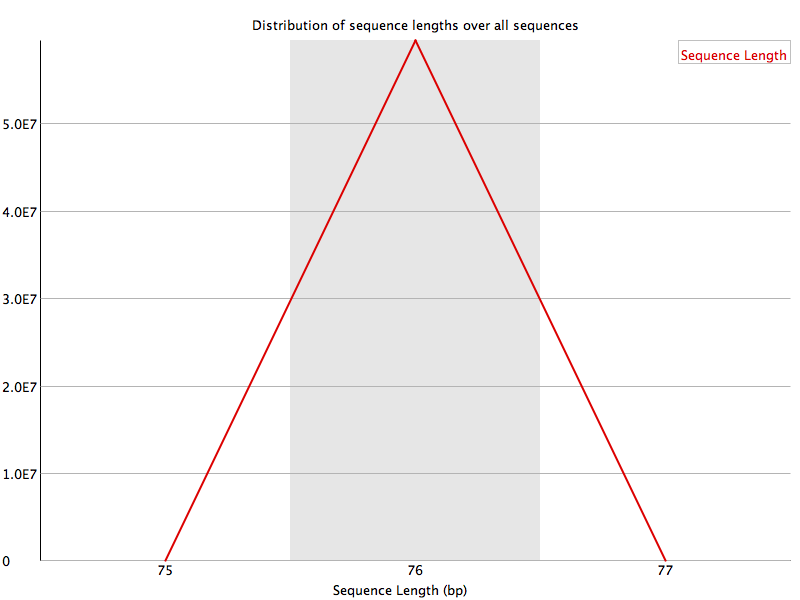 Distribution of sequence lengths over all sequences
Sequence Length
5.0E7
4.0E7
3.0E7
2.0E7
1.0E7
0
75 76 77
Sequence Length (bp)